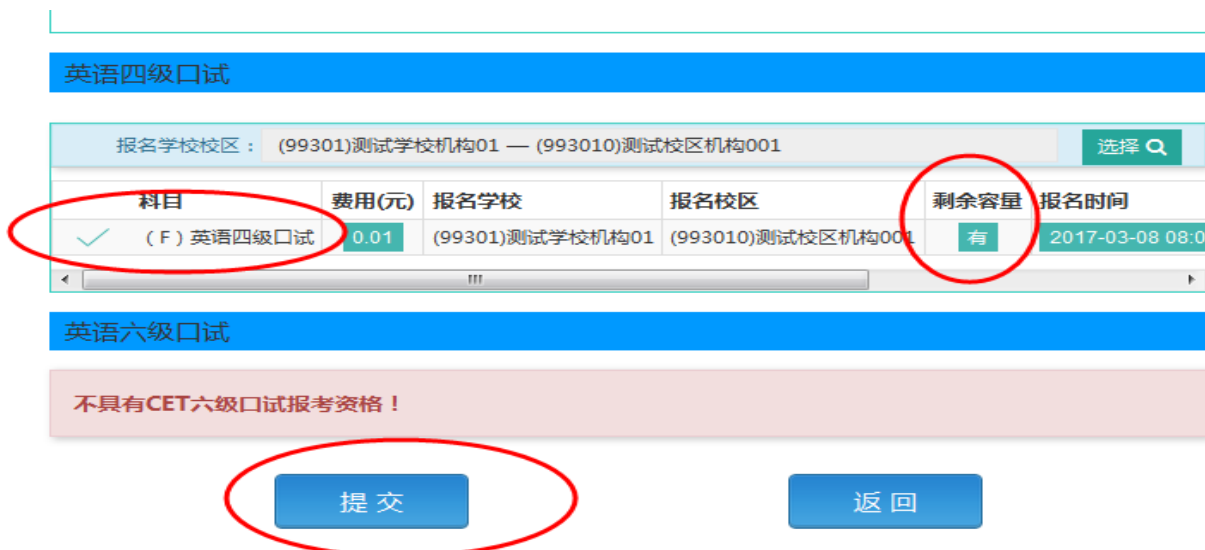 英语四级口试
报名学校校区： (99301)测试学校机构01 — (993010)测试校区机构001 选择
科目 费用(元) 报名学校 报名校区 剩余容量 报名时间
（F）英语四级口试 0.01 (99301)测试学校机构01 (993010)测试校区机构001 有 2017-03-08 08:0
英语六级口试
不具有CET六级口试报考资格！
提 交 返 回